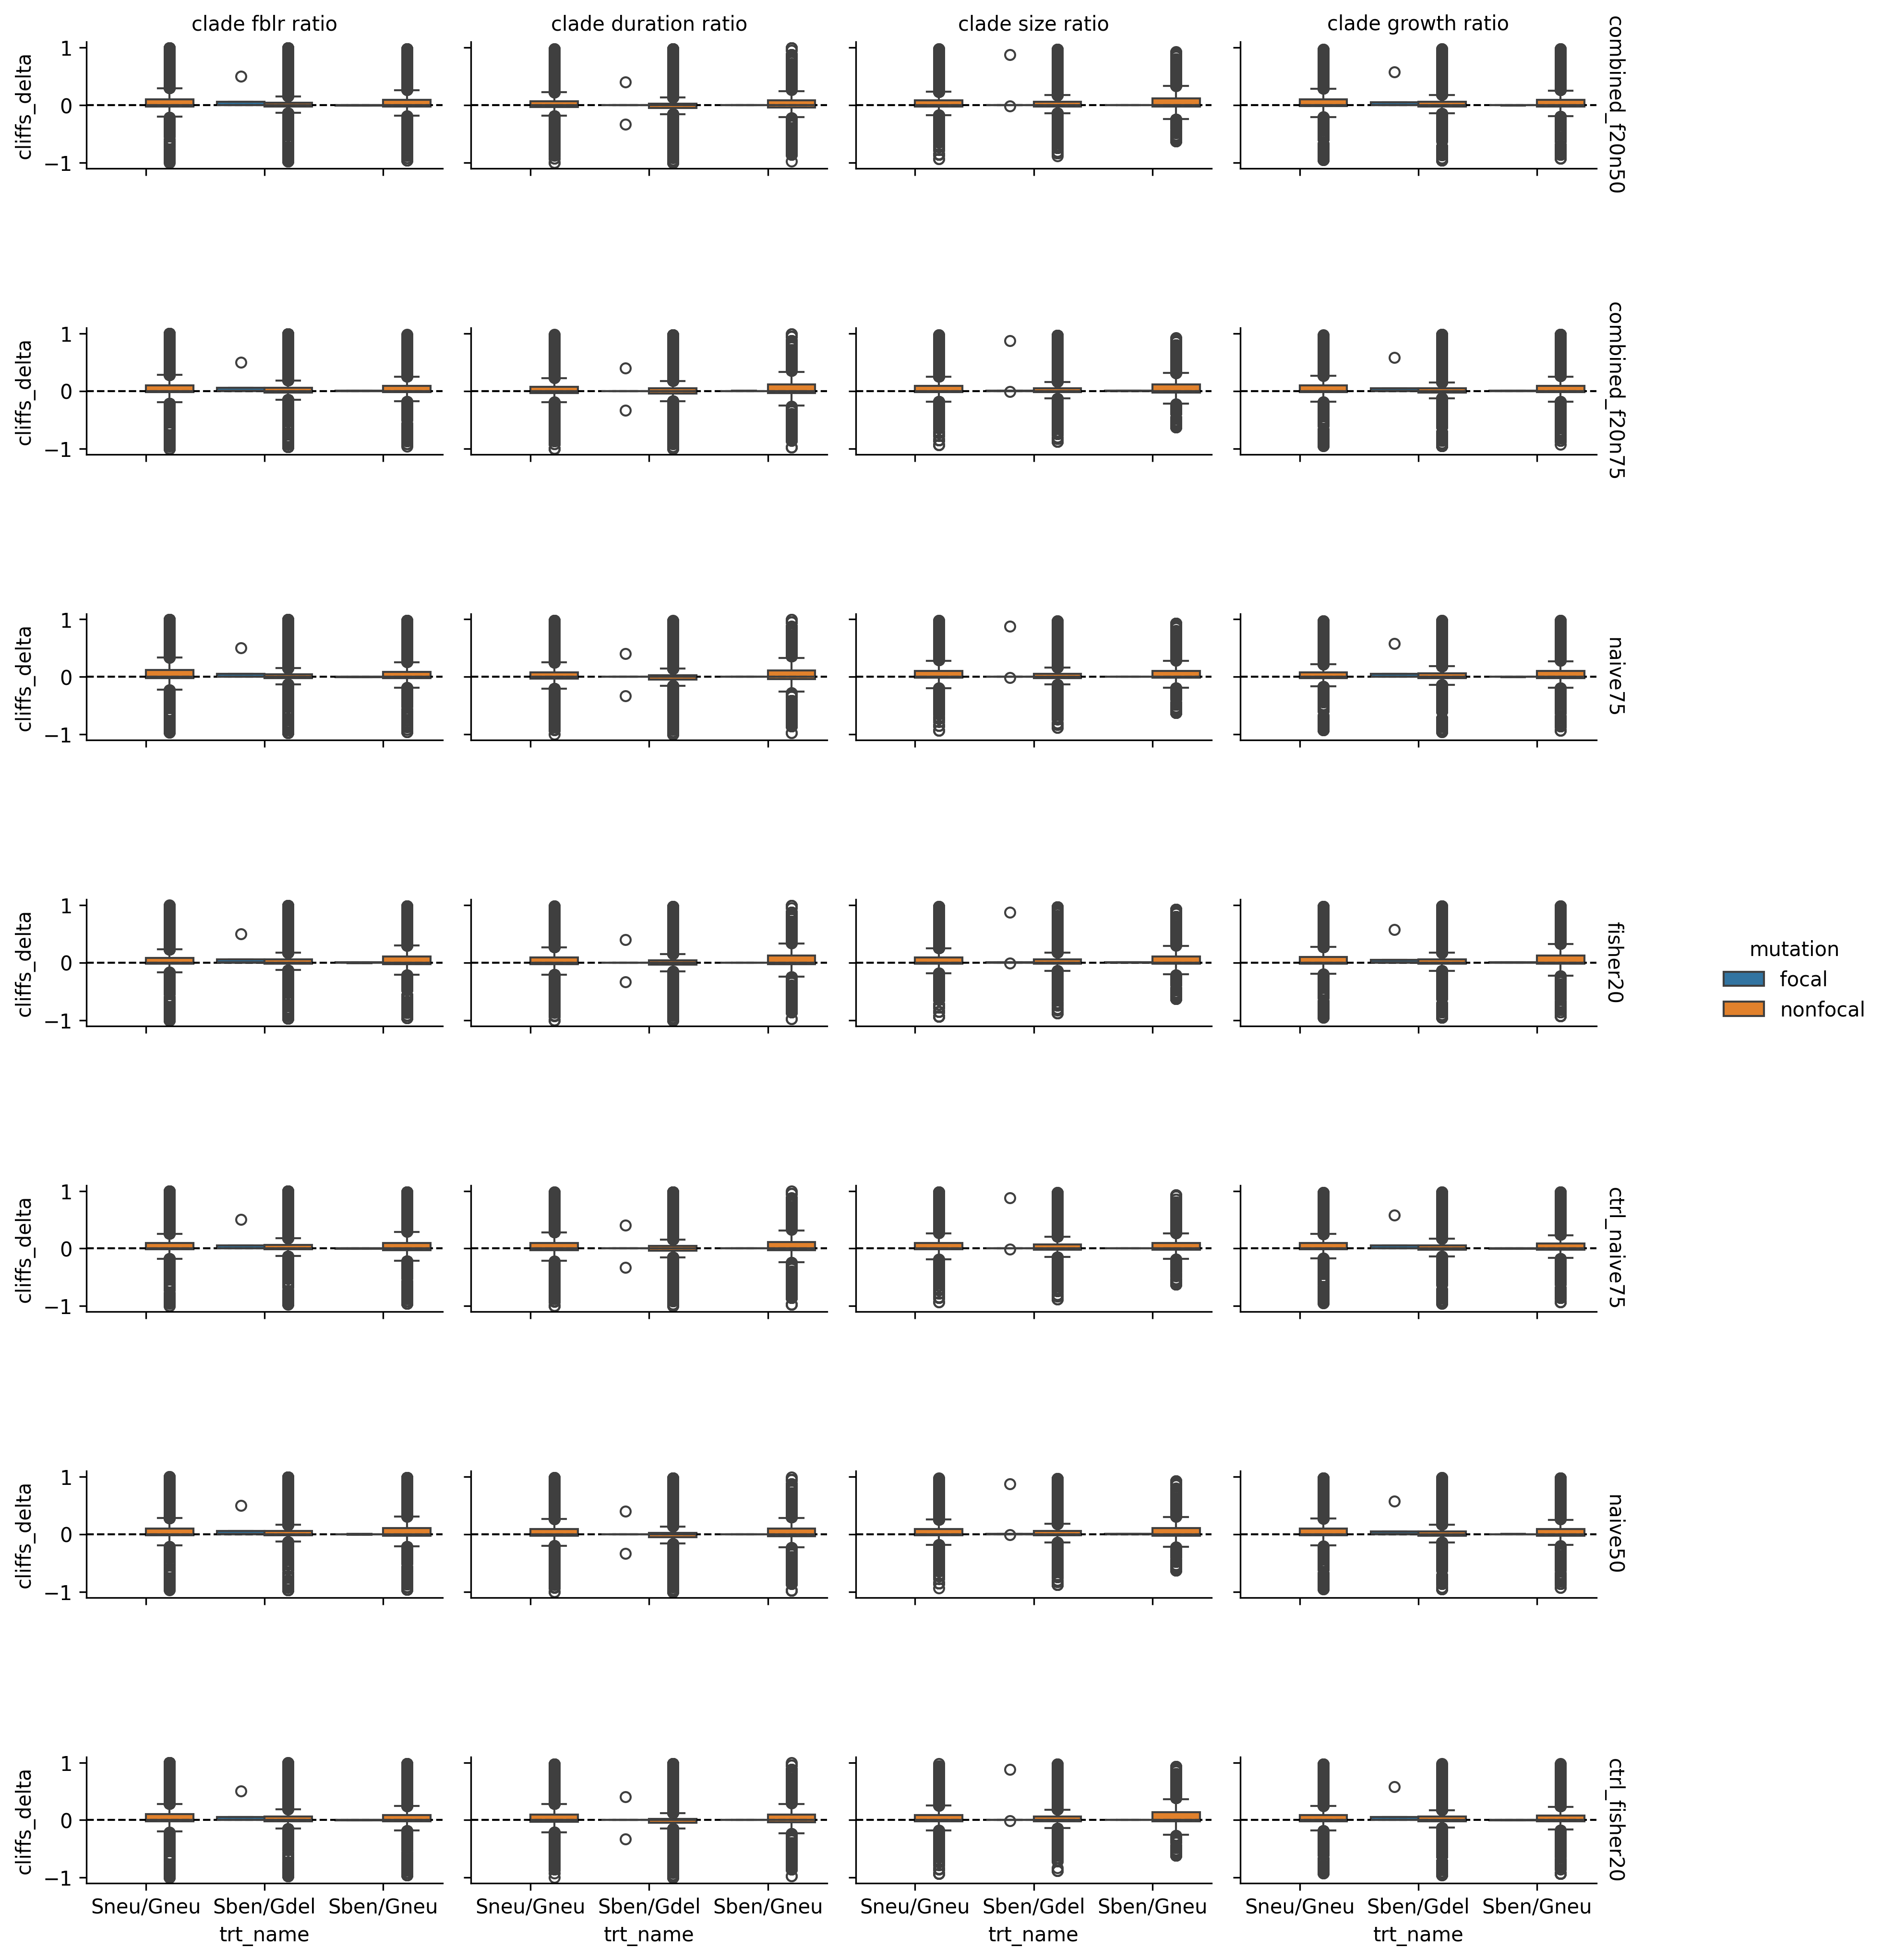 clade fblr ratio
clade duration ratio
clade size ratio
clade growth ratio
cliffs_delta
1
0
−1
combined_f20n50
cliffs_delta
1
0
−1
combined_f20n75
cliffs_delta
1
0
−1
naive75
cliffs_delta
1
0
−1
fisher20
mutation
focal
nonfocal
cliffs_delta
1
0
−1
ctrl_naive75
cliffs_delta
1
0
−1
naive50
cliffs_delta
1
0
−1
ctrl_fisher20
Sneu/Gneu Sben/Gdel Sben/Gneu
trt_name
Sneu/Gneu Sben/Gdel Sben/Gneu
trt_name
Sneu/Gneu Sben/Gdel Sben/Gneu
trt_name
Sneu/Gneu Sben/Gdel Sben/Gneu
trt_name